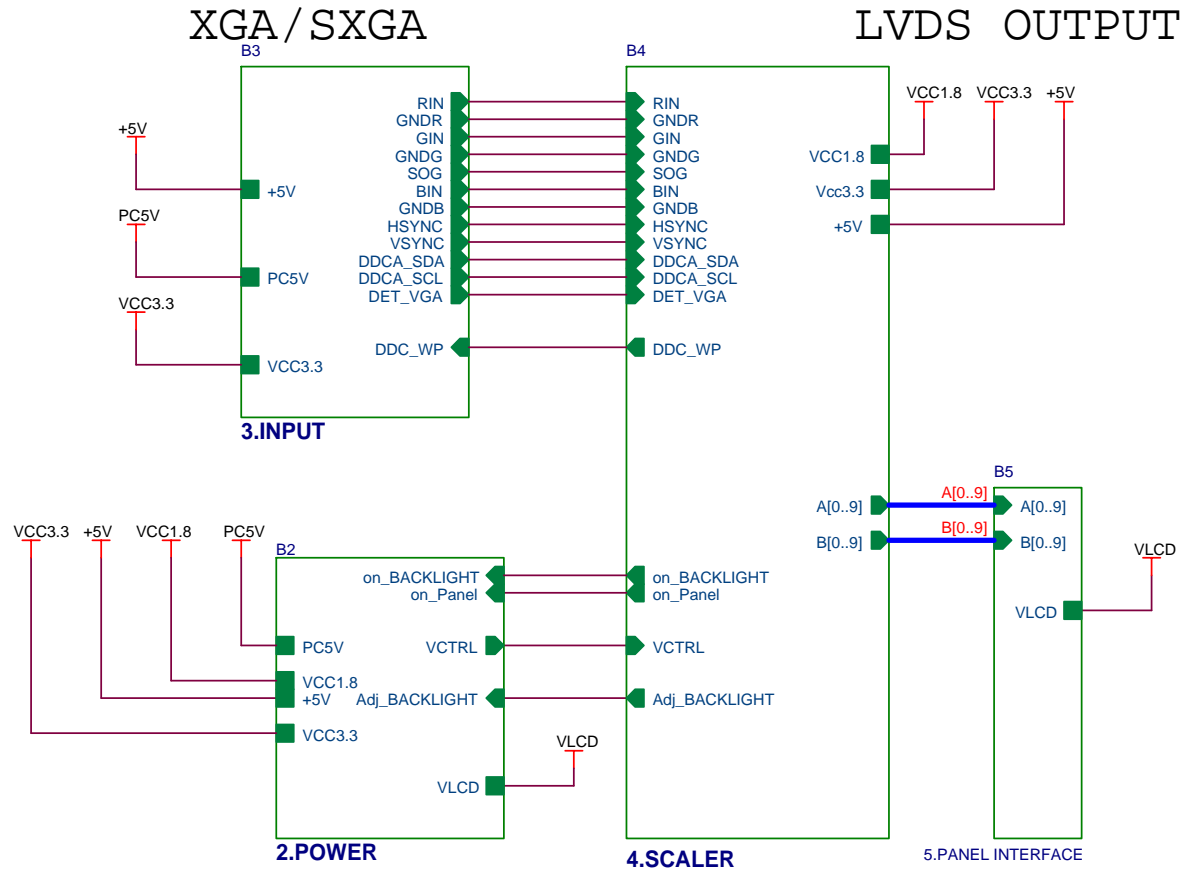 XGA/SXGA
LVDS OUTPUT
B3
+5V
PC5V
VCC3.3
+5V
PC5V
VCC3.3
RIN
GNDR
GIN
GNDG
SOG
BIN
GNDB
HSYNC
VSYNC
DDCA_SDA
DDCA_SCL
DET_VGA
DDC_WP
3.INPUT
B4
RIN
GNDR
GIN
GNDG
SOG
BIN
GNDB
HSYNC
VSYNC
DDCA_SDA
DDCA_SCL
DET_VGA
DDC_WP
VCC1.8
Vcc3.3
+5V
VCC1.8 VCC3.3 +5V
A[0..9]
B[0..9]
on_BACKLIGHT
on_Panel
VCTRL
Adj_BACKLIGHT
4.SCALER
A[0..9]
B[0..9]
B5
A[0..9]
B[0..9]
VLCD
VLCD
5.PANEL INTERFACE
VCC3.3 +5V VCC1.8 PC5V
B2
PC5V
VCC1.8
+5V
VCC3.3
on_BACKLIGHT
on_Panel
VCTRL
Adj_BACKLIGHT
VLCD
VLCD
2.POWER